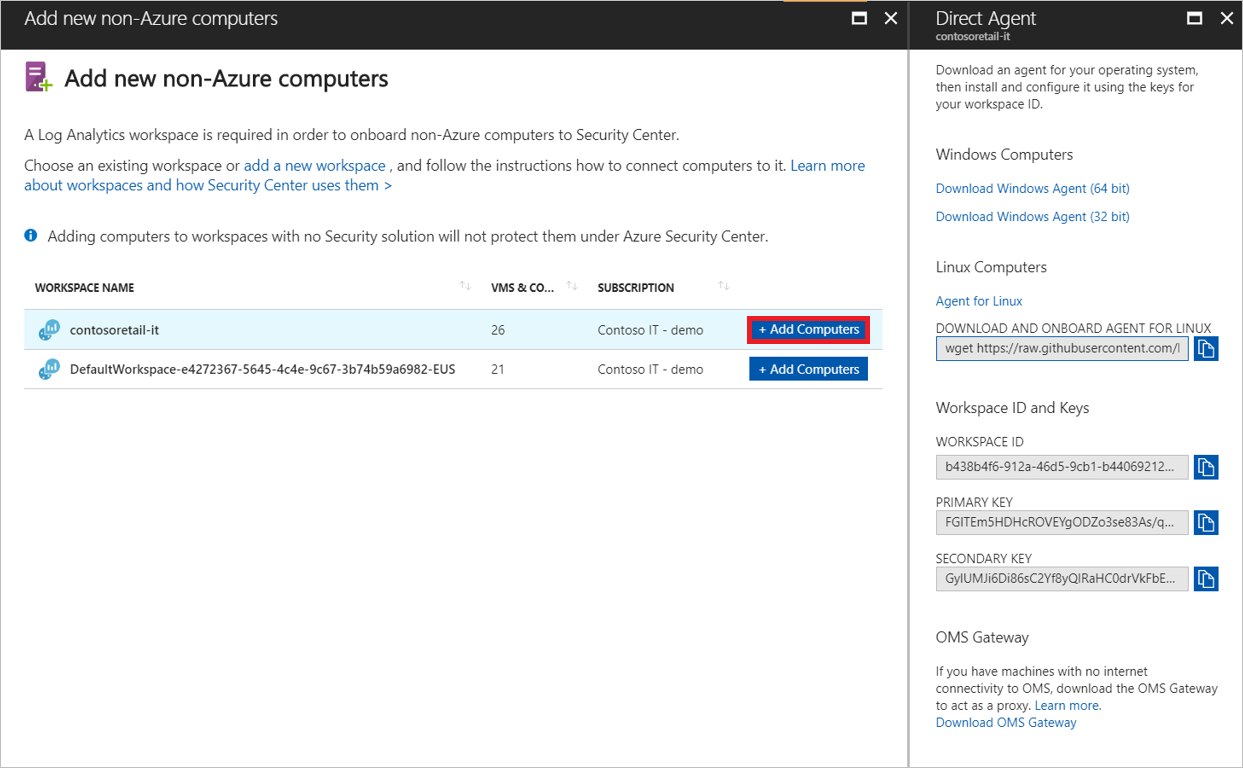 Add new non-Azure computers
Add new non-Azure computers
A Log Analytics workspace is required in order to onboard non-Azure computers to Security Center.
Choose an existing workspace or add a new workspace , and follow the instructions how to connect computers to it. Learn more
about workspaces and how Security Center uses them >
Adding computers to workspaces with no Security solution will not protect them under Azure Security Center.
WORKSPACE NAME VMS & CO... SUBSCRIPTION
contosoretail-it 26 Contoso IT - demo + Add Computers
DefaultWorkspace-e4272367-5645-4c4e-9c67-3b74b59a6982-EUS 21 Contoso IT - demo + Add Computers
Direct Agent
contosoretail-it
Download an agent for your operating system,
then install and configure it using the keys for
your workspace ID.
Windows Computers
Download Windows Agent (64 bit)
Download Windows Agent (32 bit)
Linux Computers
Agent for Linux
DOWNLOAD AND ONBOARD AGENT FOR LINUX
wget https://raw.githubusercontent.com/
Workspace ID and Keys
WORKSPACE ID
b438b4f6-912a-46d5-9cb1-b44069212...
PRIMARY KEY
FGITEm5HDHcROVEYgODZo3se83As/q...
SECONDARY KEY
GyIUMJi6Di86sC2Yf8yQIRaHC0drVkFbE...
OMS Gateway
If you have machines with no internet
connectivity to OMS, download the OMS Gateway
to act as a proxy. Learn more.
Download OMS Gateway